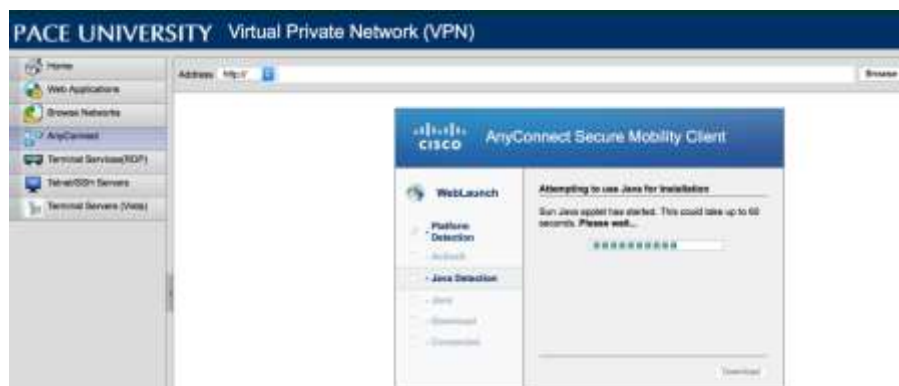 PACE UNIVERSITY Virtual Private Network (VPN)
Home
Address http://
Browse
Web Applications
Browse Networks
AnyConnect
Terminal Services(RDP)
Telnet/SSH Servers
Terminal Servers (Vista)
CISCO AnyConnect Secure Mobility Client
WebLaunch
- Platform
Detection
- ActiveX
- Java Detection
- Java
- Download
- Connected
Attempting to use Java for Installation
Sun Java applet has started. This could take up to 60
seconds. Please wait...
Download